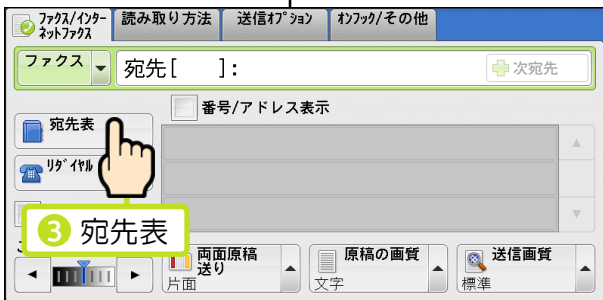 ファクス/インター
ネットファクス
読み取り方法
送信オプション
オンフック/その他
ファクス
宛先[　　]:
次宛先
番号/アドレス表示
宛先表
リダイヤル
3 宛先表
両面原稿
送り
片面
原稿の画質
文字
送信画質
標準